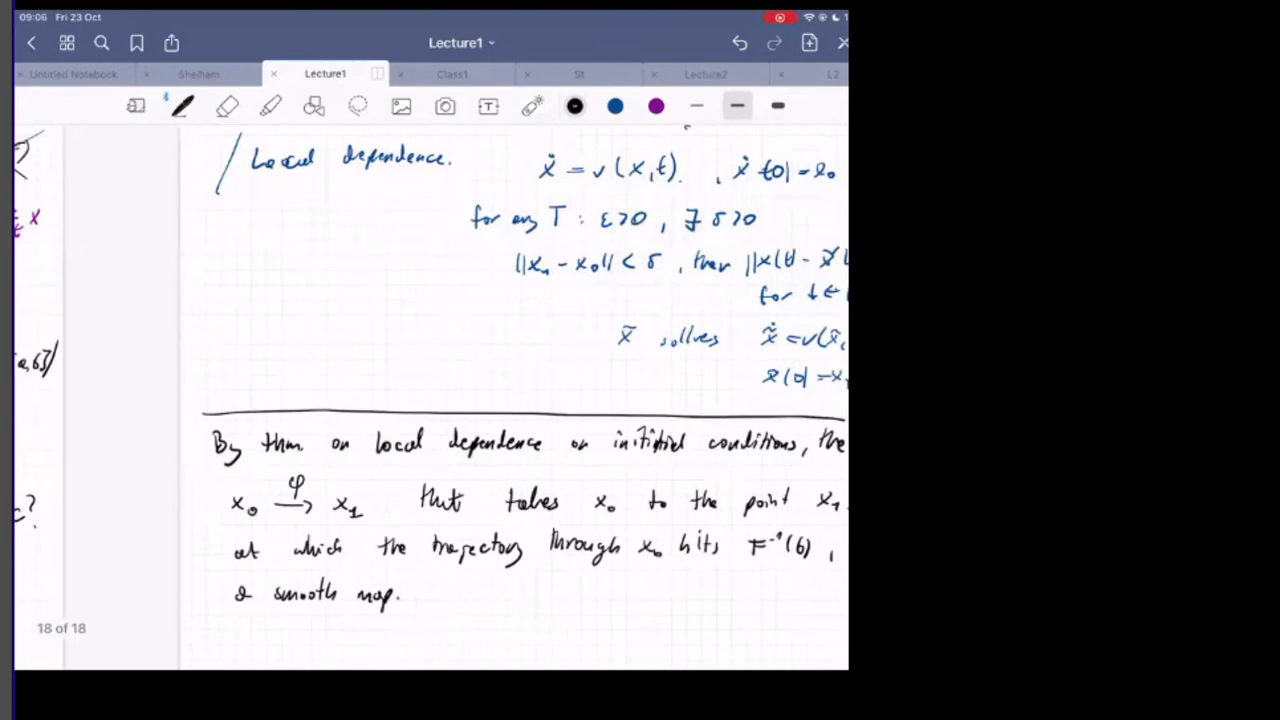 09:06 Fri 23 Oct
Lecture1
Untitled Notebook Sheiham Lecture1 Class1 St Lecture2 L2
Local dependence. ẋ = v(x,t). , ẋ(0) = x₀
for any T : ε>0, ∃ δ>0
||x₁ - x₀|| < δ , then ||x(t) - x̃(
for t ∈
x̃ solves x̃̇ = v(x̃,
x̃(0) = x₁
a,b]
c?
By thm. on local dependence on initial conditions, the
x₀ →^φ x₁ that takes x₀ to the point x₁
at which the trajectory through x₀ hits F⁻¹(b) ,
a smooth map.
18 of 18